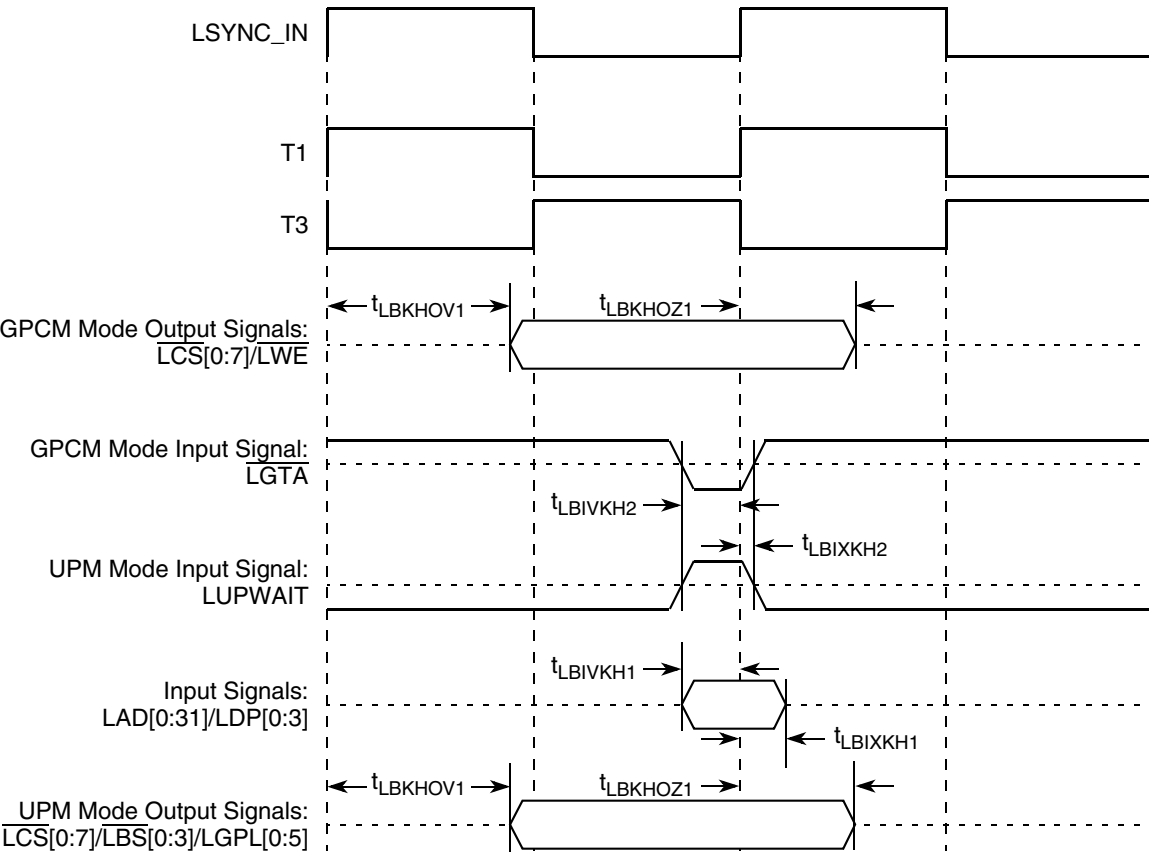 LSYNC_IN
T1
T3
tLBKHOV1
tLBKHOZ1
GPCM Mode Output Signals:
LCS[0:7]/LWE
GPCM Mode Input Signal:
LGTA
tLBIVKH2
tLBIXKH2
UPM Mode Input Signal:
LUPWAIT
tLBIVKH1
Input Signals:
LAD[0:31]/LDP[0:3]
tLBIXKH1
tLBKHOV1
tLBKHOZ1
UPM Mode Output Signals:
LCS[0:7]/LBS[0:3]/LGPL[0:5]